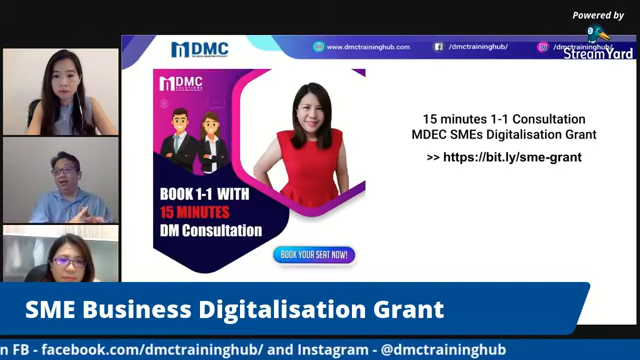 Powered by
StreamYard
DMC
www.dmctraininghub.com
/dmctraininghub/
/dmctraininghub/
DMC
SOLUTIONS
BOOK 1-1 WITH
15 MINUTES
DM Consultation
BOOK YOUR SEAT NOW!
15 minutes 1-1 Consultation
MDEC SMEs Digitalisation Grant
>> https://bit.ly/sme-grant
SME Business Digitalisation Grant
n FB - facebook.com/dmctraininghub/ and Instagram - @dmctraininghub